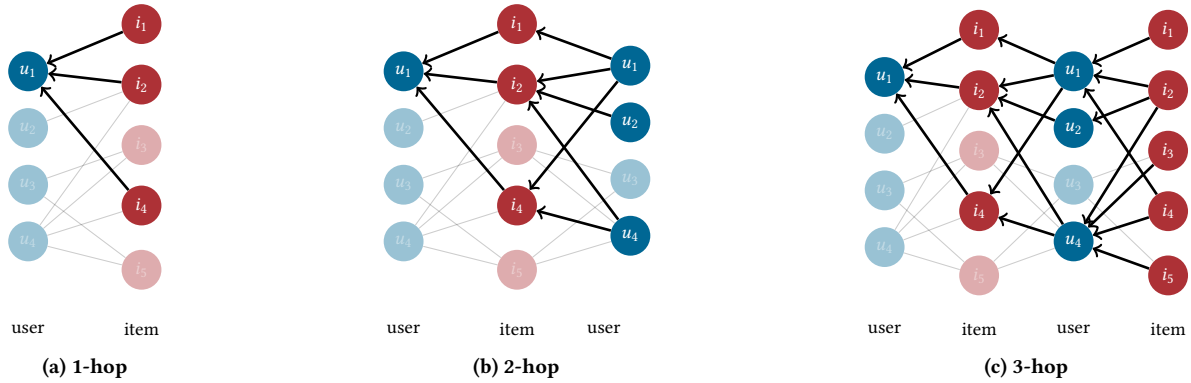 i1
u1
i2
u2
i3
u3
i4
u4
i5
user item
(a) 1-hop
i1
u1 u1
i2
u2 u2
i3
u3 u3
i4
u4 u4
i5
user item user
(b) 2-hop
i1 i1
u1 u1
i2 i2
u2 u2
i3 i3
u3 u3
i4 i4
u4 u4
i5 i5
user item user item
(c) 3-hop